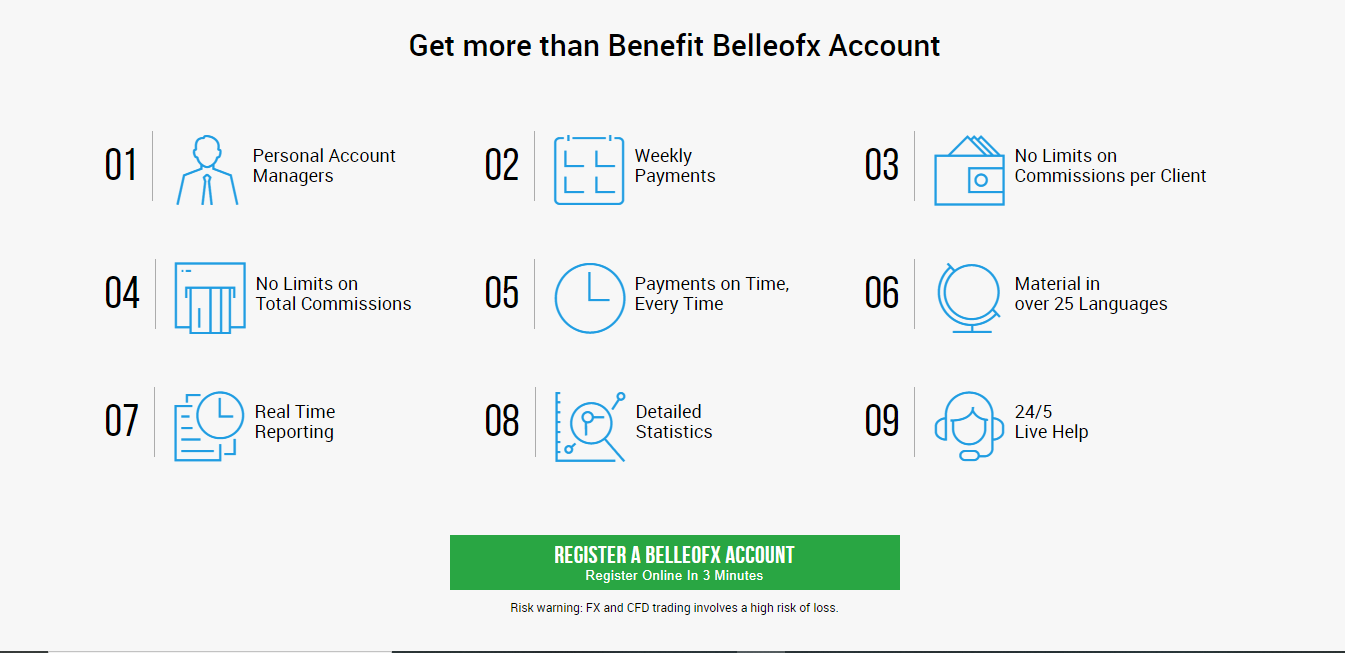 Get more than Benefit Belleofx Account
01
Personal Account
Managers
02
Weekly
Payments
03
No Limits on
Commissions per Client
04
No Limits on
Total Commissions
05
Payments on Time,
Every Time
06
Material in
over 25 Languages
07
Real Time
Reporting
08
Detailed
Statistics
09
24/5
Live Help
REGISTER A BELLEOFX ACCOUNT
Register Online In 3 Minutes
Risk warning: FX and CFD trading involves a high risk of loss.